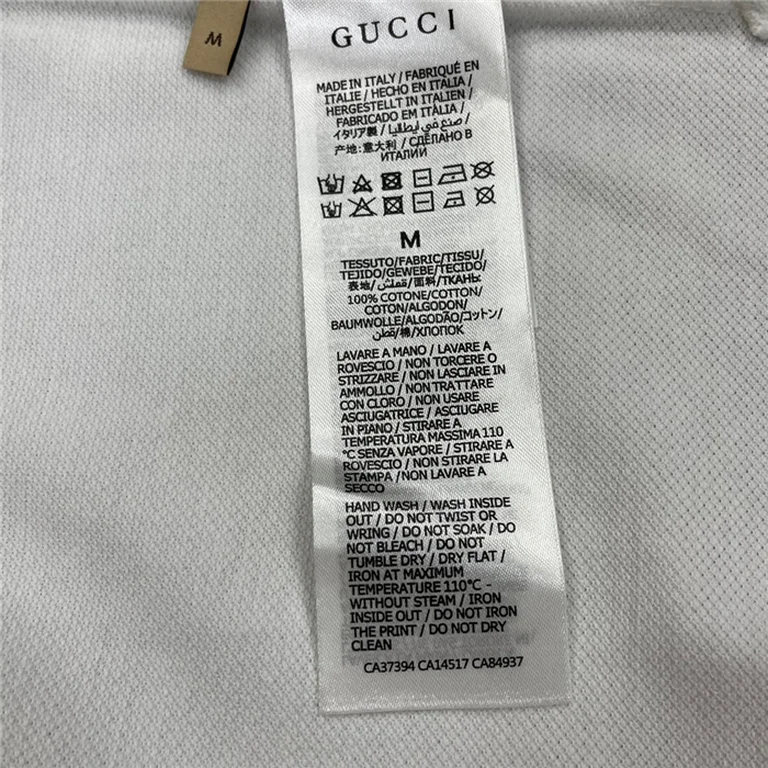 M
GUCCI
MADE IN ITALY / FABRIQUÉ EN
ITALIE / HECHO EN ITALIA /
HERGESTELLT IN ITALIEN /
FABRICADO EM ITÀLIA /
イタリア製 / صنع في ايطاليا /
产地:意大利 / СДЕЛАНО В
ИТАЛИИ
M
TESSUTO/FABRIC/TISSU/
TEJIDO/GEWEBE/TECIDO/
表地/قماش/面料/ТКАНЬ:
100% COTONE/COTTON/
COTON/ALGODON/
BAUMWOLLE/ALGODÃO/コットン/
قطن/棉/ХЛОПОК
LAVARE A MANO / LAVARE A
ROVESCIO / NON TORCERE O
STRIZZARE / NON LASCIARE IN
AMMOLLO / NON TRATTARE
CON CLORO / NON USARE
ASCIUGATRICE / ASCIUGARE
IN PIANO / STIRARE A
TEMPERATURA MASSIMA 110
°C SENZA VAPORE / STIRARE A
ROVESCIO / NON STIRARE LA
STAMPA / NON LAVARE A
SECCO
HAND WASH / WASH INSIDE
OUT / DO NOT TWIST OR
WRING / DO NOT SOAK / DO
NOT BLEACH / DO NOT
TUMBLE DRY / DRY FLAT /
IRON AT MAXIMUM
TEMPERATURE 110°C -
WITHOUT STEAM / IRON
INSIDE OUT / DO NOT IRON
THE PRINT / DO NOT DRY
CLEAN
CA37394 CA14517 CA84937